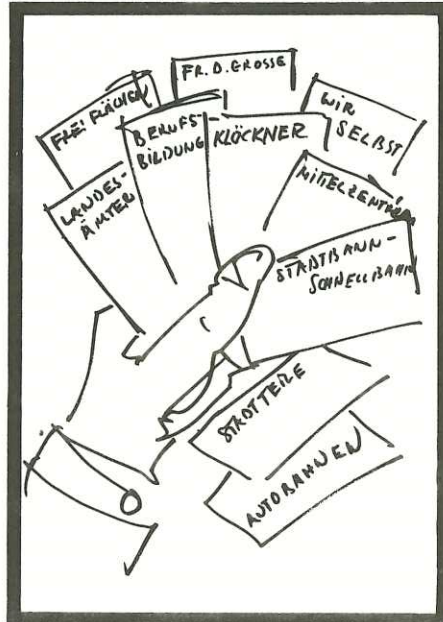 FR. D. GROSSE
FREIFLÄCHEN
WIR
SELBST
BERUFS-
BILDUNG
KLÖCKNER
LANDES-
ÄMTER
MITTELZENTRUM
STADTBAHN-
SCHNELLBAHN
STADTTEILE
AUTOBAHNEN